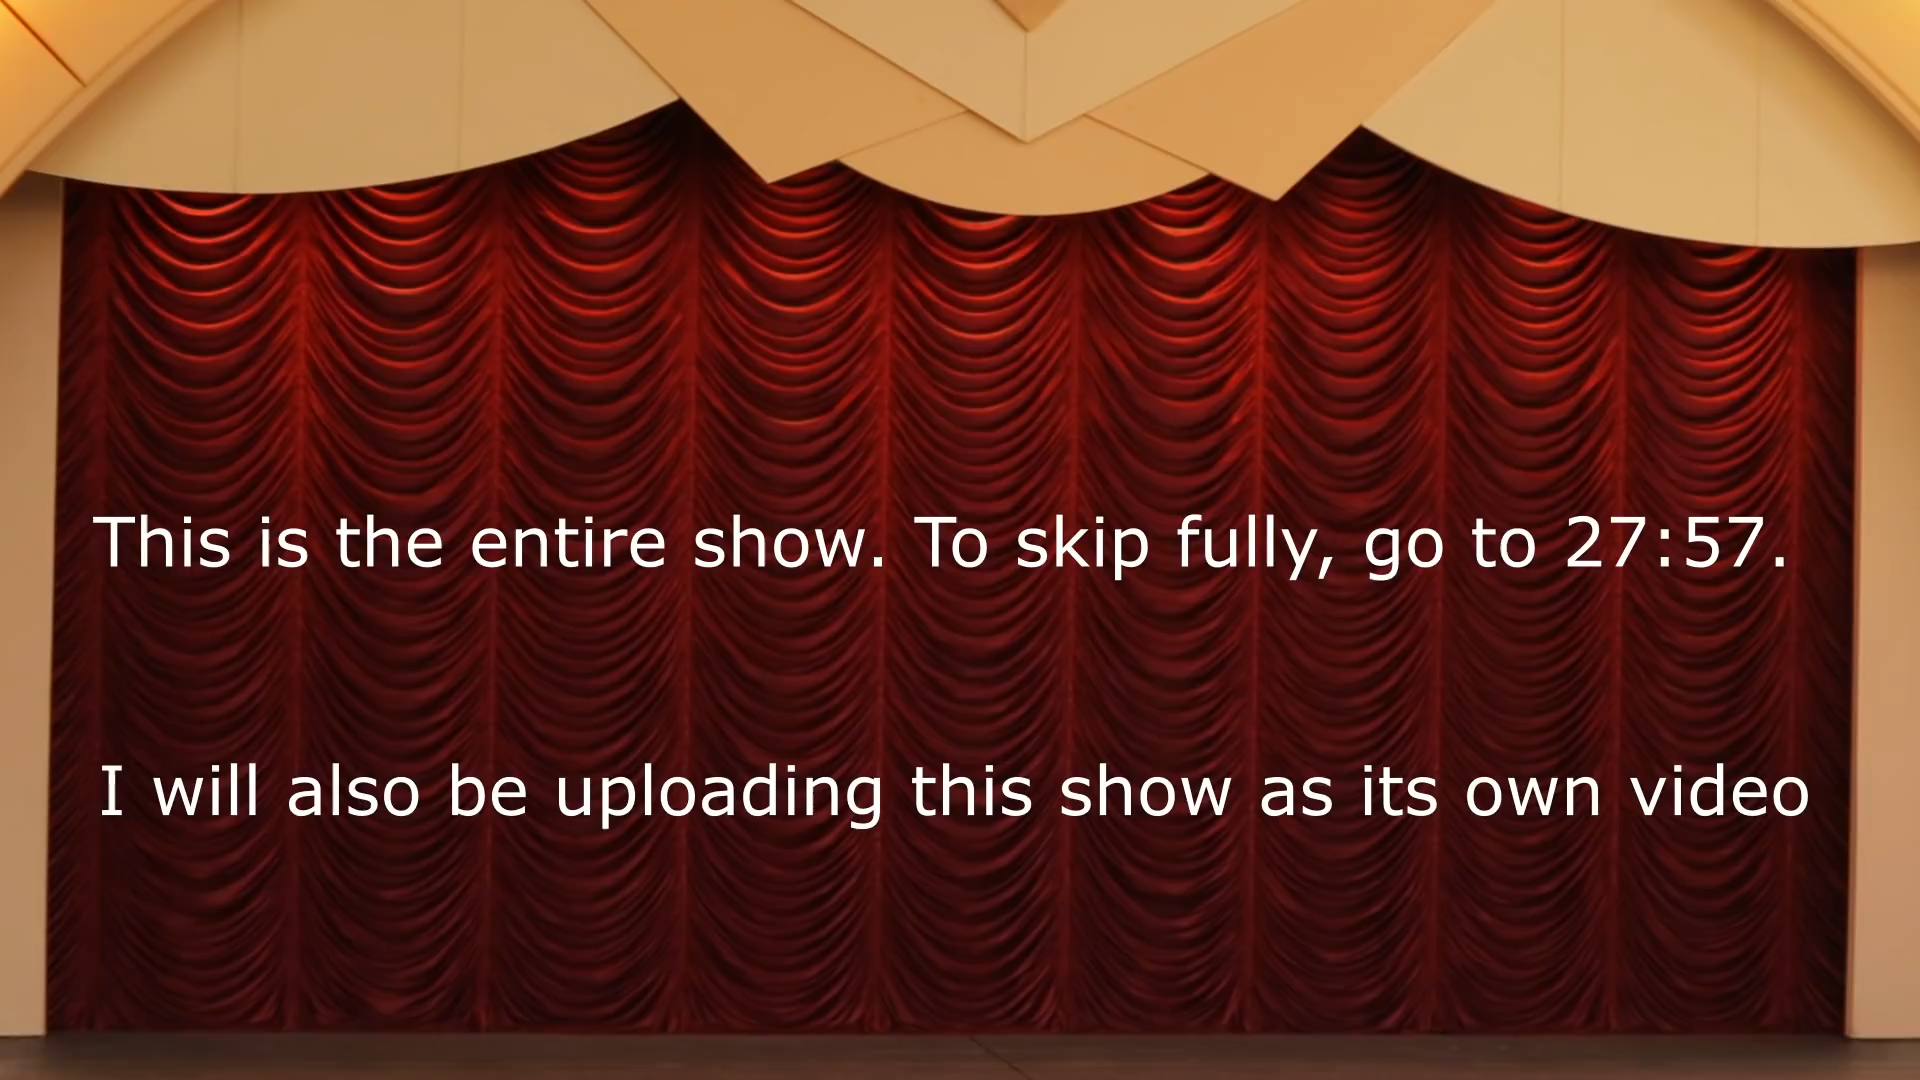 This is the entire show. To skip fully, go to 27:57.
I will also be uploading this show as its own video